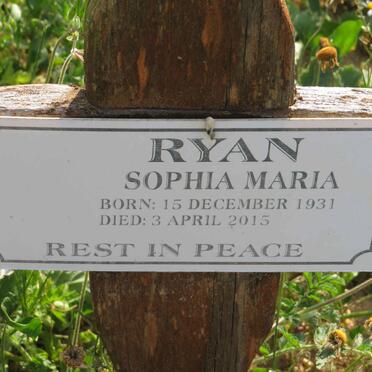 RYAN
SOPHIA MARIA
BORN: 15 DECEMBER 1931
DIED: 3 APRIL 2015
REST IN PEACE